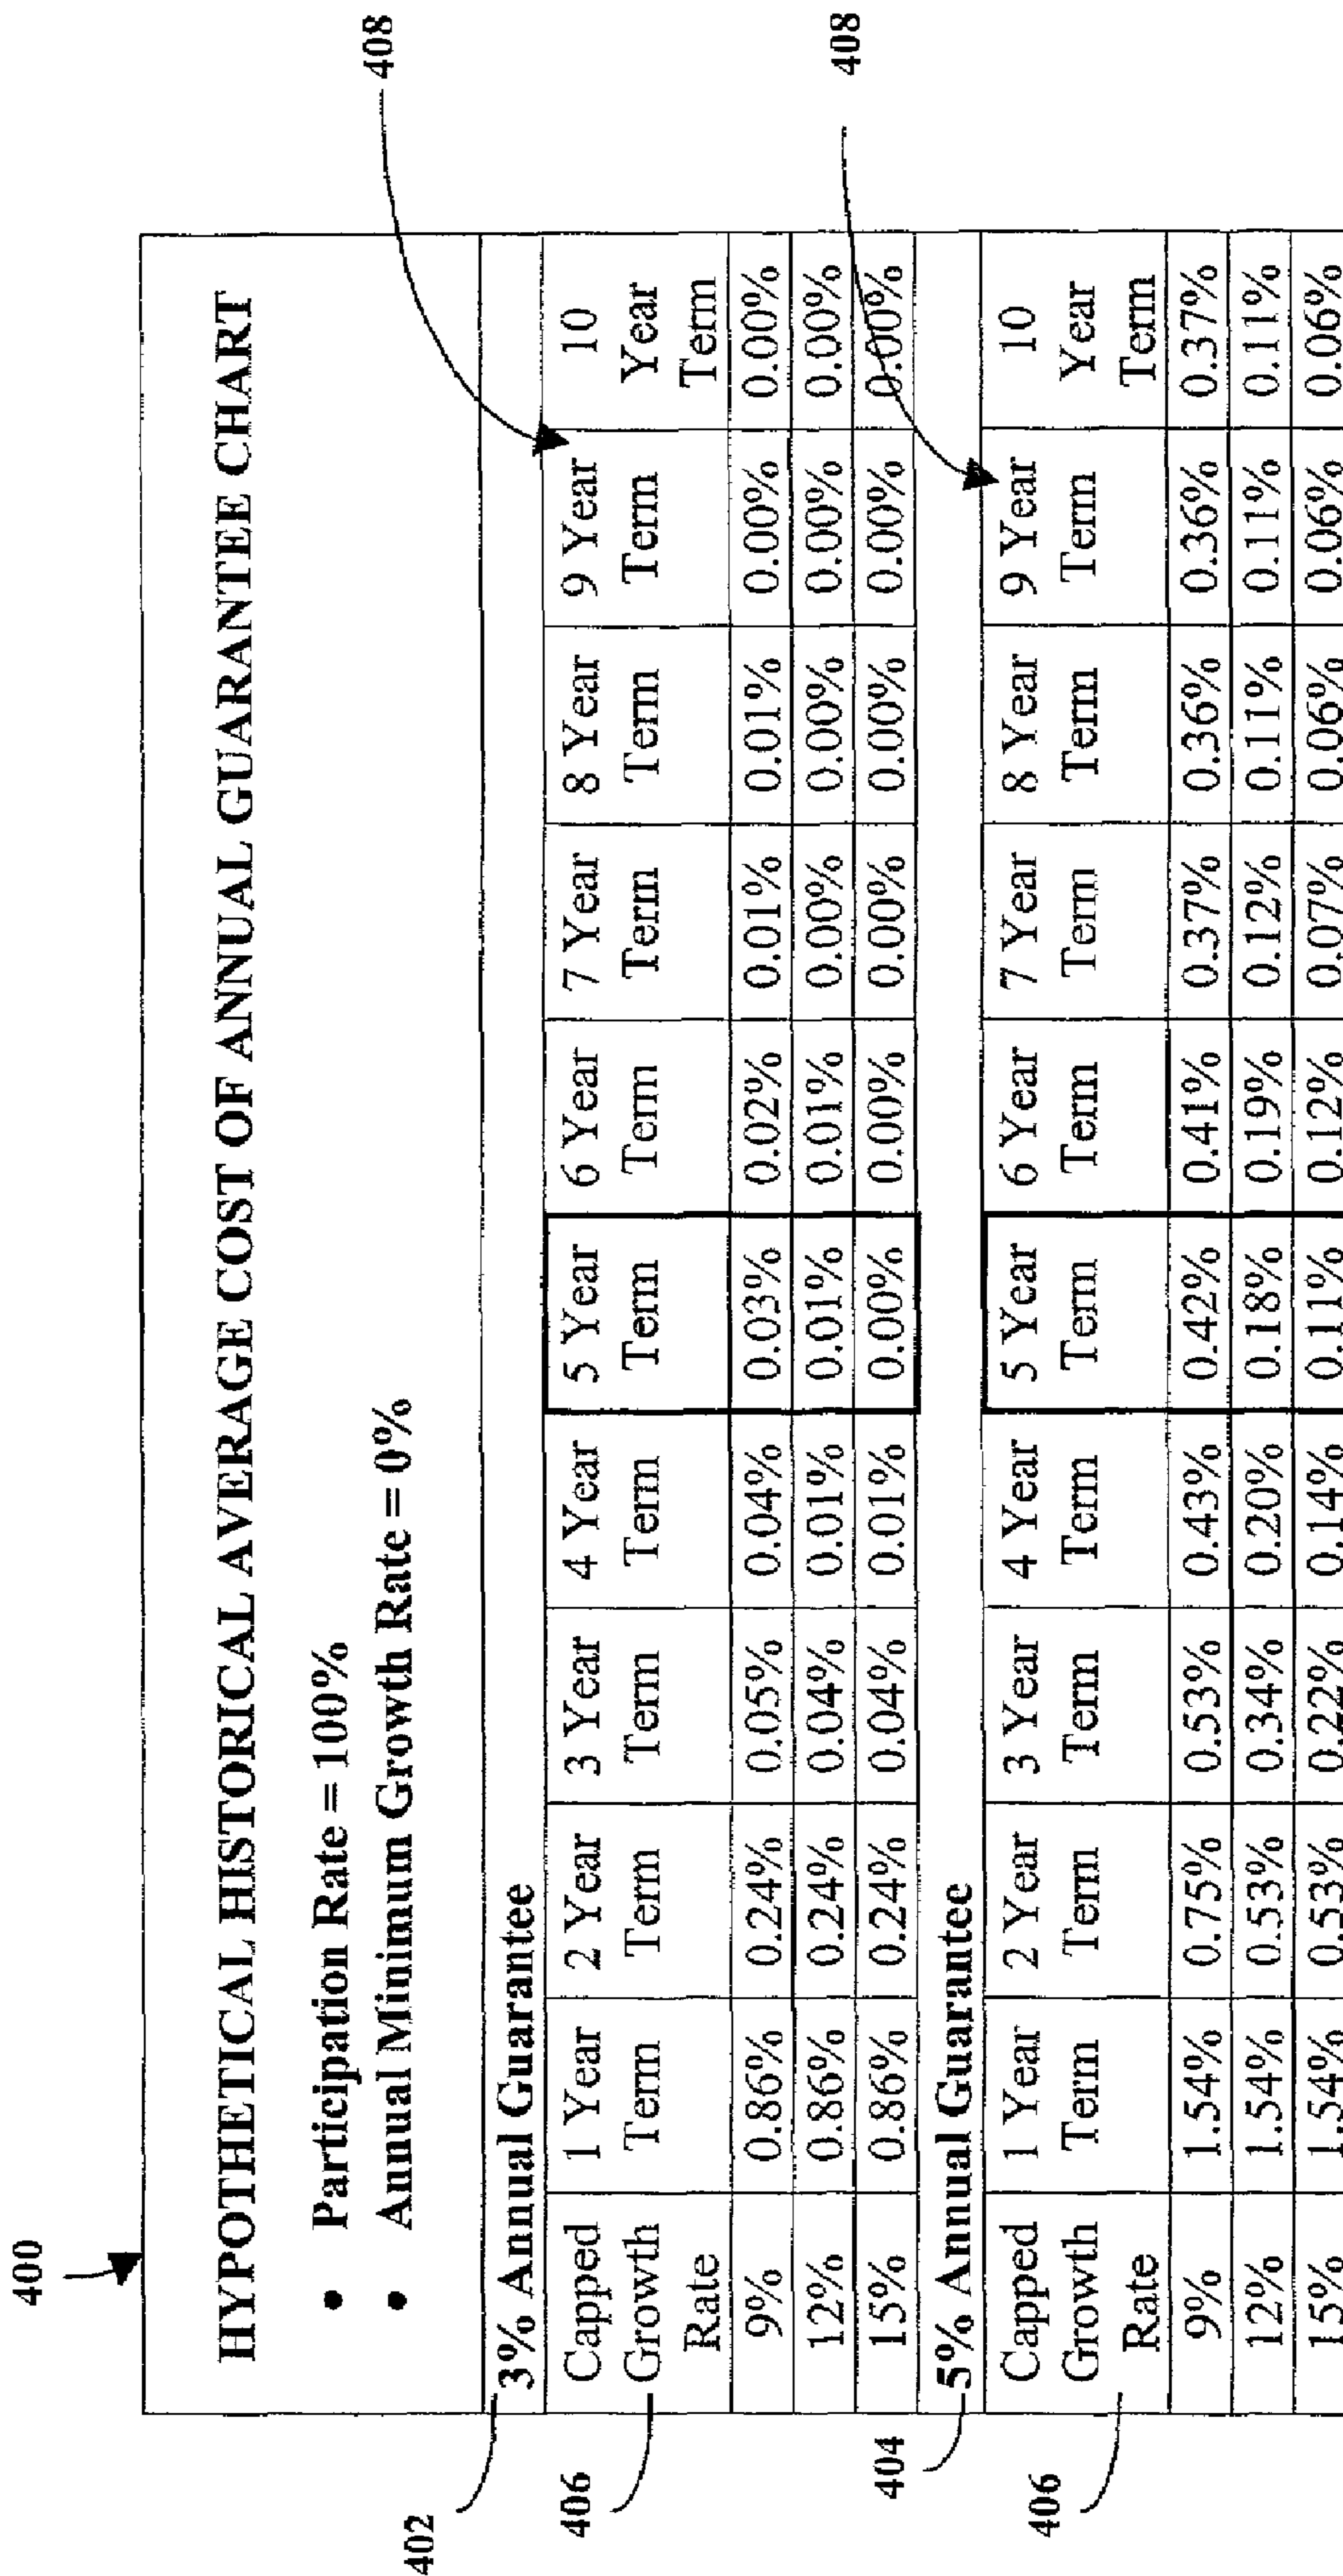 400
HYPOTHETICAL HISTORICAL AVERAGE COST OF ANNUAL GUARANTEE CHART
• Participation Rate = 100%
• Annual Minimum Growth Rate = 0%
408
402
3% Annual Guarantee
406
Capped Growth Rate 1 Year Term 2 Year Term 3 Year Term 4 Year Term 5 Year Term 6 Year Term 7 Year Term 8 Year Term 9 Year Term 10 Year Term
9% 0.86% 0.24% 0.05% 0.04% 0.03% 0.02% 0.01% 0.01% 0.00% 0.00%
12% 0.86% 0.24% 0.04% 0.01% 0.01% 0.01% 0.00% 0.00% 0.00% 0.00%
15% 0.86% 0.24% 0.04% 0.01% 0.00% 0.00% 0.00% 0.00% 0.00% 0.00%
408
404
5% Annual Guarantee
406
Capped Growth Rate 1 Year Term 2 Year Term 3 Year Term 4 Year Term 5 Year Term 6 Year Term 7 Year Term 8 Year Term 9 Year Term 10 Year Term
9% 1.54% 0.75% 0.53% 0.43% 0.42% 0.41% 0.37% 0.36% 0.36% 0.37%
12% 1.54% 0.53% 0.34% 0.20% 0.18% 0.19% 0.12% 0.11% 0.11% 0.11%
15% 1.54% 0.53% 0.22% 0.14% 0.11% 0.12% 0.07% 0.06% 0.06% 0.06%